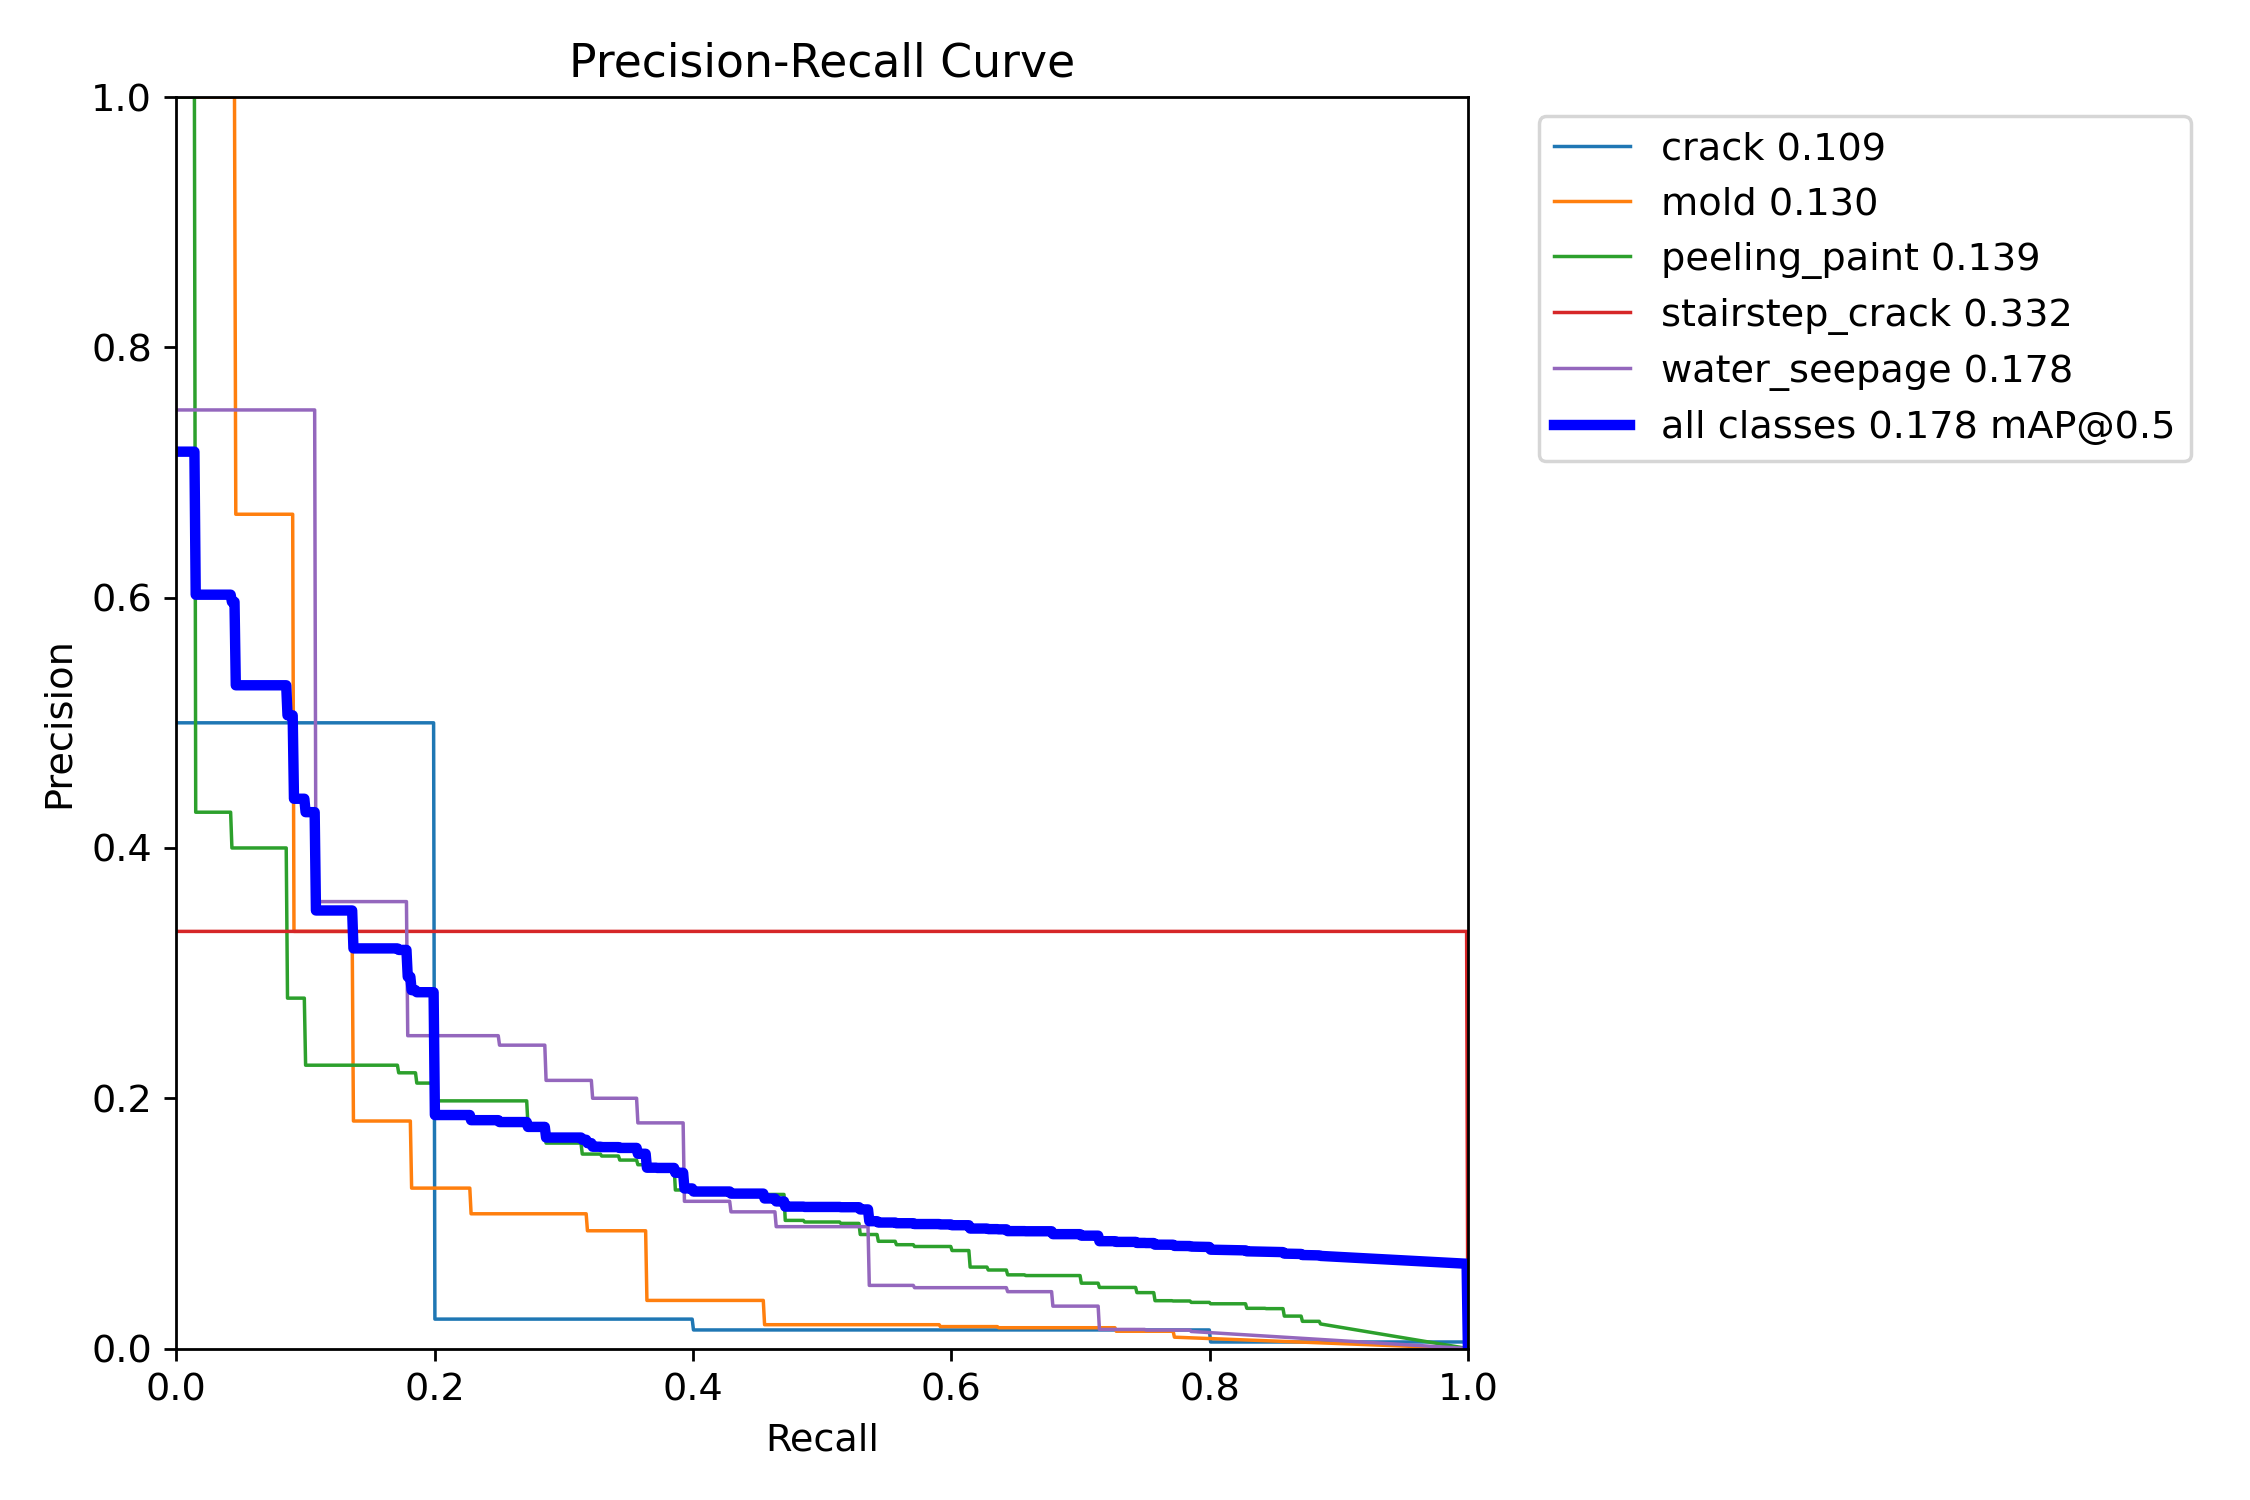 Precision-Recall Curve
1.0
0.8
0.6
0.4
0.2
0.0
Precision
0.0 0.2 0.4 0.6 0.8 1.0
Recall
crack 0.109
mold 0.130
peeling_paint 0.139
stairstep_crack 0.332
water_seepage 0.178
all classes 0.178 mAP@0.5